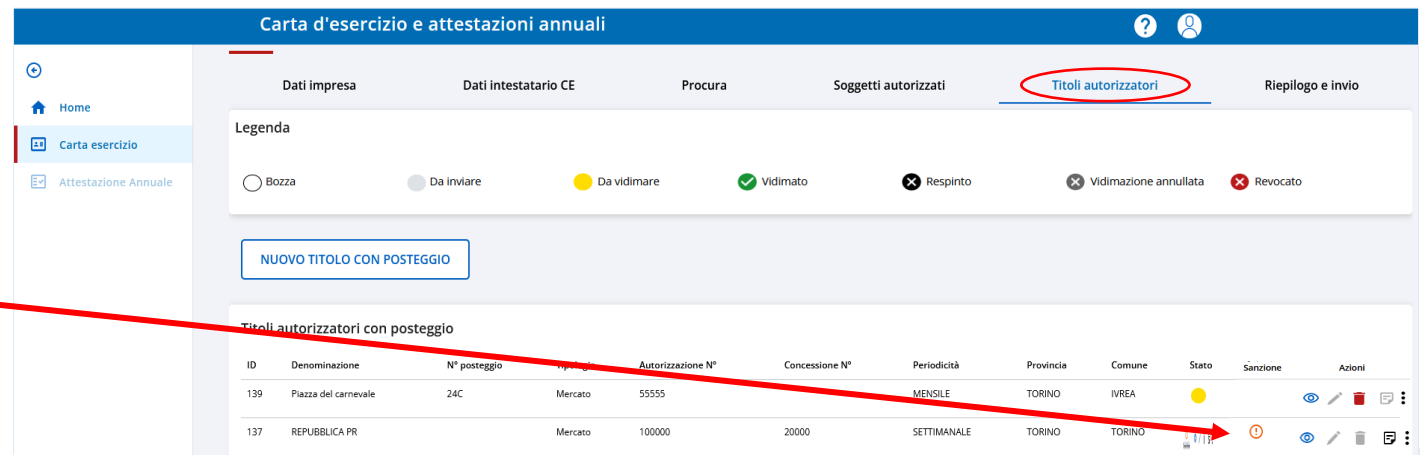 Carta d'esercizio e attestazioni annuali
Home
Carta esercizio
Attestazione Annuale
Dati impresa Dati intestatario CE Procura Soggetti autorizzati Titoli autorizzatori Riepilogo e invio
Legenda
Bozza Da inviare Da vidimare Vidimato Respinto Vidimazione annullata Revocato
NUOVO TITOLO CON POSTEGGIO
Titoli autorizzatori con posteggio
ID Denominazione N° posteggio Tipologia Autorizzazione N° Concessione N° Periodicità Provincia Comune Stato Sanzione Azioni
139 Piazza del carnevale 24C Mercato 55555 MENSILE TORINO IVREA
137 REPUBBLICA PR Mercato 100000 20000 SETTIMANALE TORINO TORINO